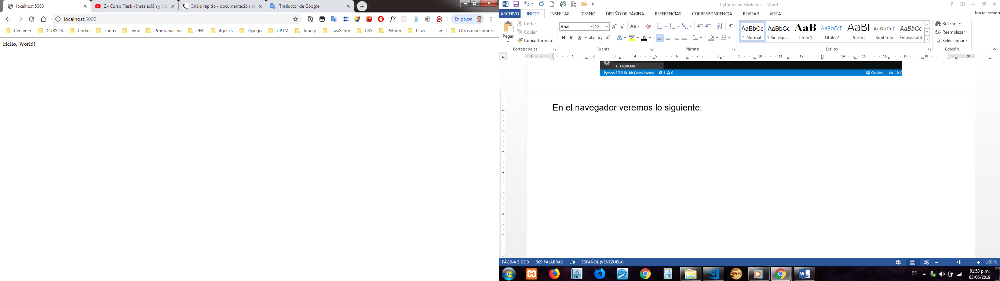 localhost:5000
2.- Curso Flask - Instalación y Ho
Inicio rápido - documentación de
Traductor de Google
localhost:5000
En pausa
Cenamec CURSOS Corfin carlos linux Programacion PHP 4geeks Django UPTM Jquery JavaScritp CSS Python Plazi » Otros marcadores
Hello, World!
Python con Flask.docx - Word
ARCHIVO INICIO INSERTAR DISEÑO DISEÑO DE PÁGINA REFERENCIAS CORRESPONDENCIA REVISAR VISTA Iniciar sesión
Pegar
Cortar
Copiar
Copiar formato
Portapapeles
Arial 12
N K S abc x₂ x²
Fuente
Párrafo
AaBbCc AaBbCc AaB AaBbCcD AaBl AaBbCcD AaBbCc
¶ Normal ¶ Sin espa... Título 1 Título 2 Puesto Subtítulo Énfasis sutil
Estilos
Buscar
Reemplazar
Seleccionar
Edición
1 1 2 3 4 5 6 7 8 9 10 11 12 13 14 15 16 17 18 20
ESQUEMA
Python 3.7.2 64-bit ('venv': venv) 1 0 Go Live Lín. 10, C
En el navegador veremos lo siguiente:
1
2
3
4
5
6
7
8
PÁGINA 3 DE 3 369 PALABRAS ESPAÑOL (VENEZUELA) 150 %
2011
ES
01:53 p.m.
03/06/2019